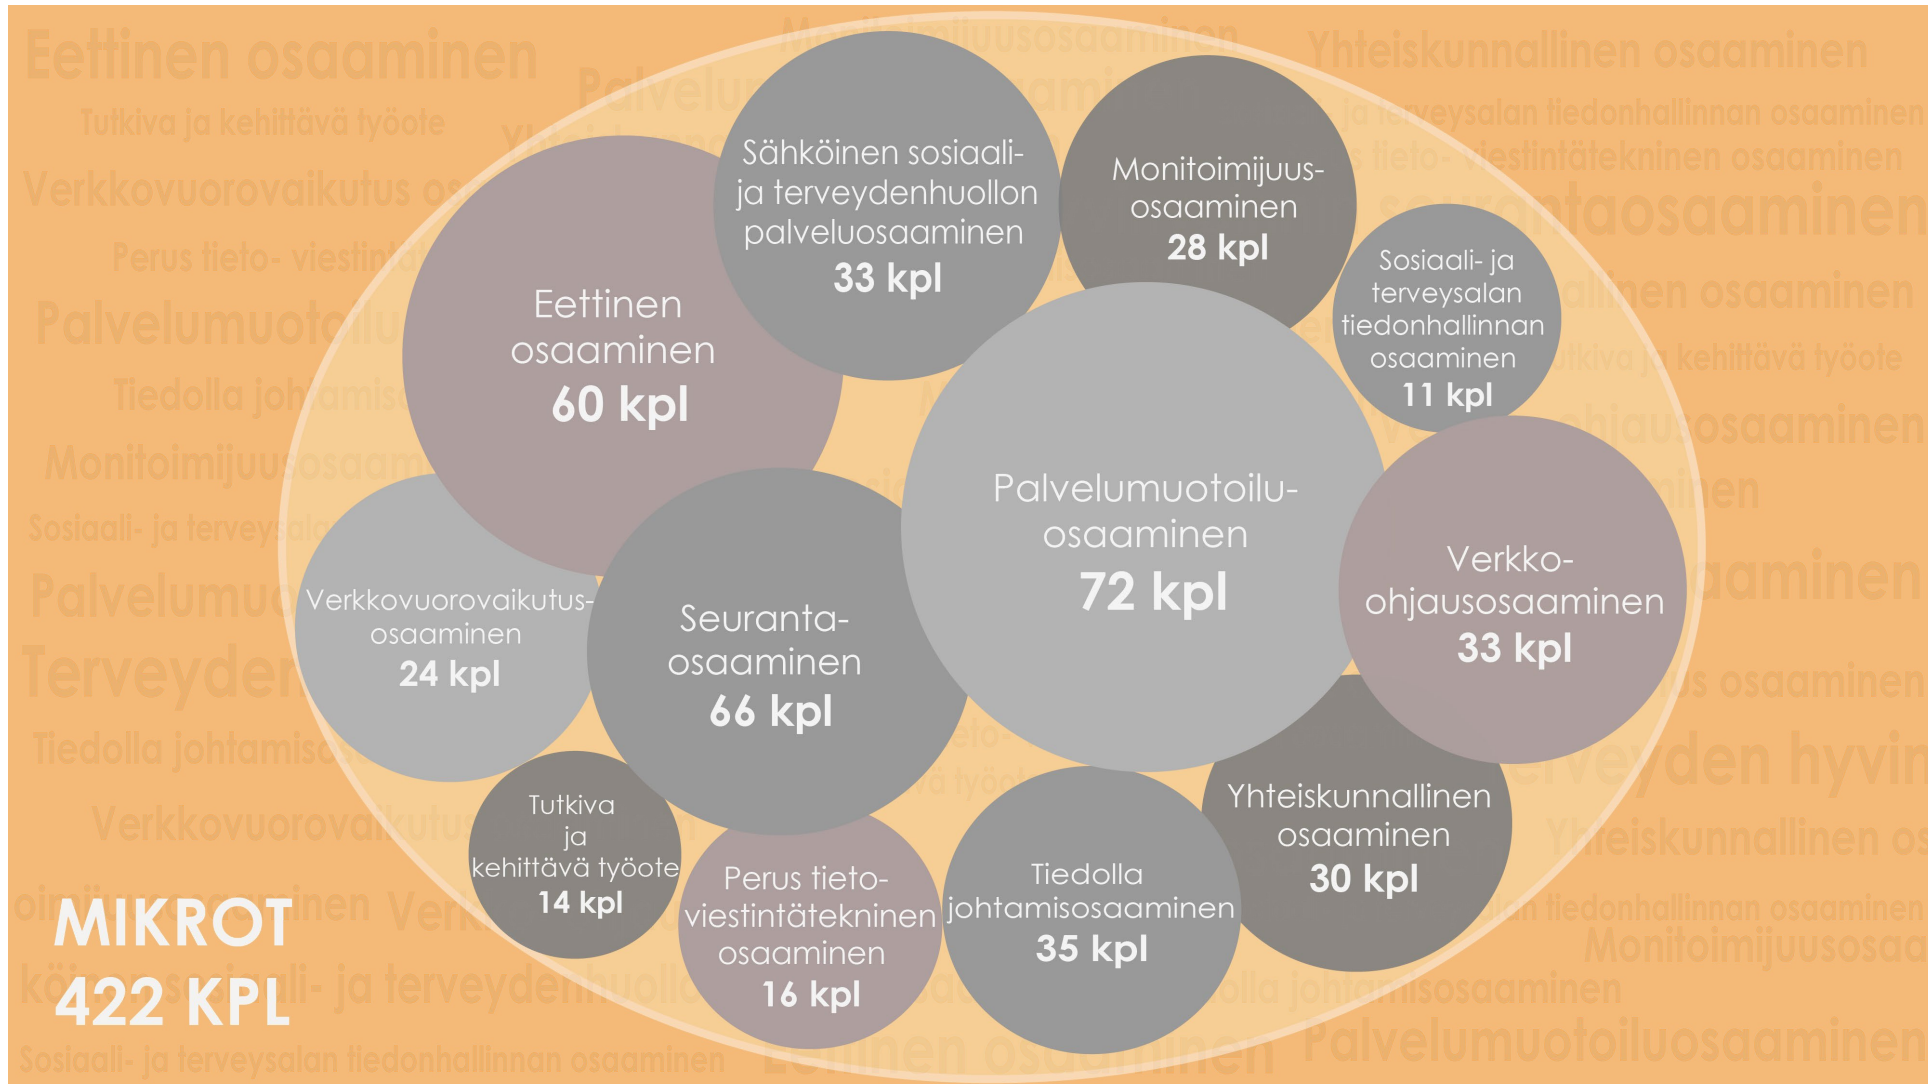 Sähköinen sosiaali-
ja terveydenhuollon
palveluosaaminen
33 kpl
Monitoimijuus-
osaaminen
28 kpl
Sosiaali- ja
terveysalan
tiedonhallinnan
osaaminen
11 kpl
Eettinen
osaaminen
60 kpl
Palvelumuotoilu-
osaaminen
72 kpl
Verkko-
ohjausosaaminen
33 kpl
Verkkovuorovaikutus-
osaaminen
24 kpl
Seuranta-
osaaminen
66 kpl
Tutkiva
ja
kehittävä työote
14 kpl
Perus tieto-
viestintätekninen
osaaminen
16 kpl
Tiedolla
johtamisosaaminen
35 kpl
Yhteiskunnallinen
osaaminen
30 kpl
MIKROT
422 KPL
Eettinen osaaminen
Tutkiva ja kehittävä työote
Yhteiskunnallinen osaaminen
Tiedolla johtamisosaaminen
Sosiaali- ja terveysalan tiedonhallinnan osaaminen
Palvelumuotoiluosaaminen